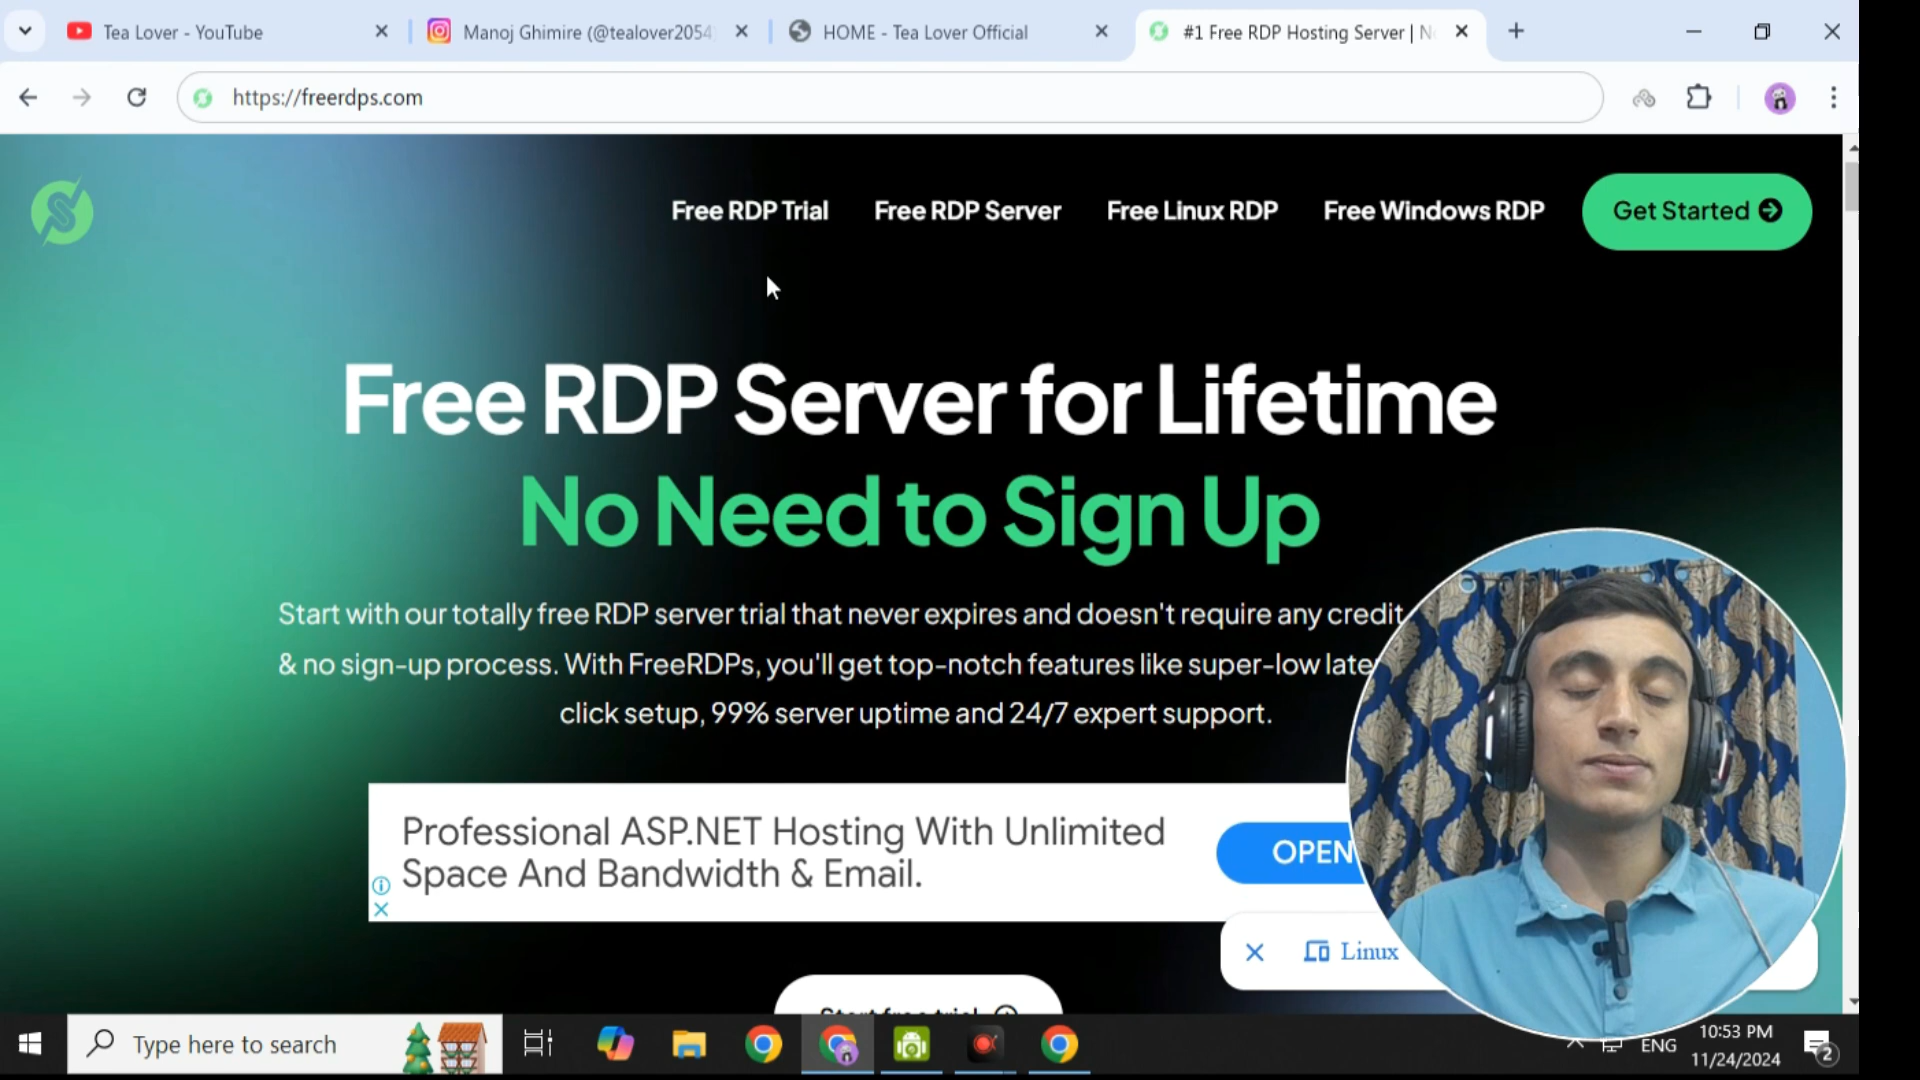 Tea Lover - YouTube
Manoj Ghimire (@tealover2054
HOME - Tea Lover Official
#1 Free RDP Hosting Server | N
https://freerdps.com
Free RDP Trial
Free RDP Server
Free Linux RDP
Free Windows RDP
Get Started
Free RDP Server for Lifetime
No Need to Sign Up
Start with our totally free RDP server trial that never expires and doesn't require any credit
& no sign-up process. With FreeRDPs, you'll get top-notch features like super-low late
click setup, 99% server uptime and 24/7 expert support.
Professional ASP.NET Hosting With Unlimited
Space And Bandwidth & Email.
OPEN
Linux
Start free trial
Type here to search
ENG
10:53 PM
11/24/2024
2